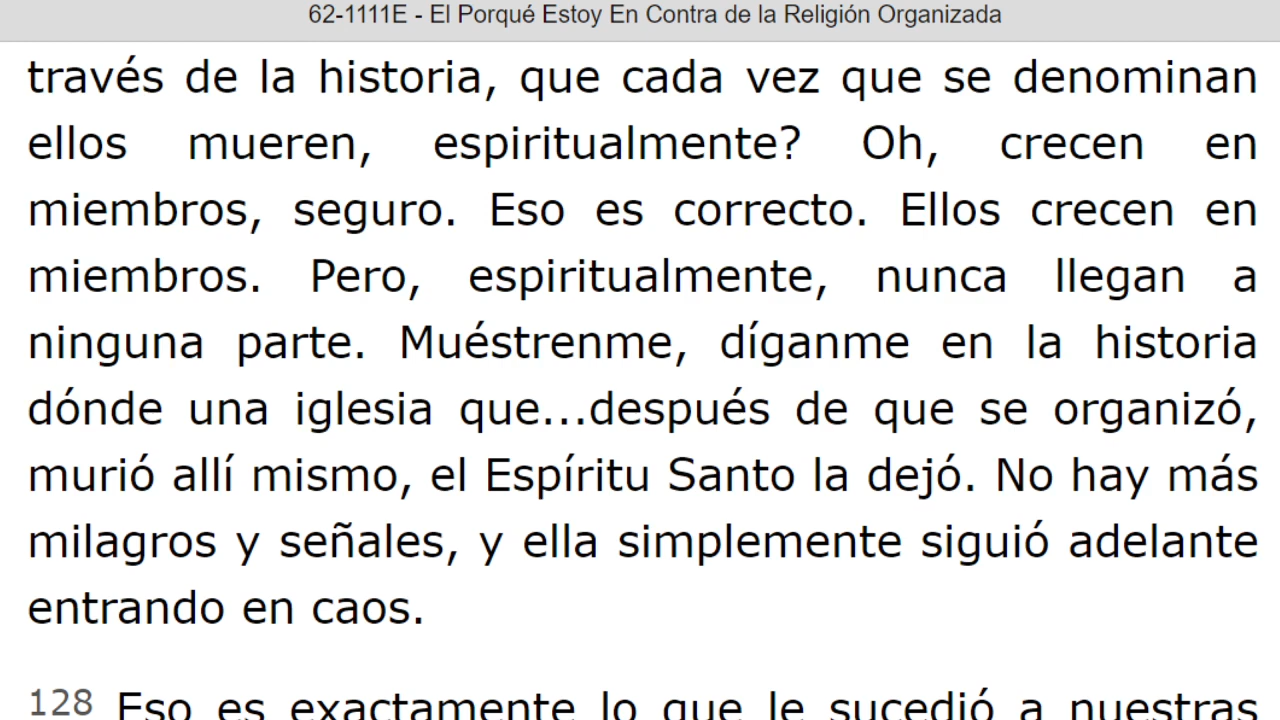 62-1111E - El Porqué Estoy En Contra de la Religión Organizada
través de la historia, que cada vez que se denominan
ellos mueren, espiritualmente? Oh, crecen en
miembros, seguro. Eso es correcto. Ellos crecen en
miembros. Pero, espiritualmente, nunca llegan a
ninguna parte. Muéstrenme, díganme en la historia
dónde una iglesia que...después de que se organizó,
murió allí mismo, el Espíritu Santo la dejó. No hay más
milagros y señales, y ella simplemente siguió adelante
entrando en caos.
128 Eso es exactamente lo que le sucedió a nuestras